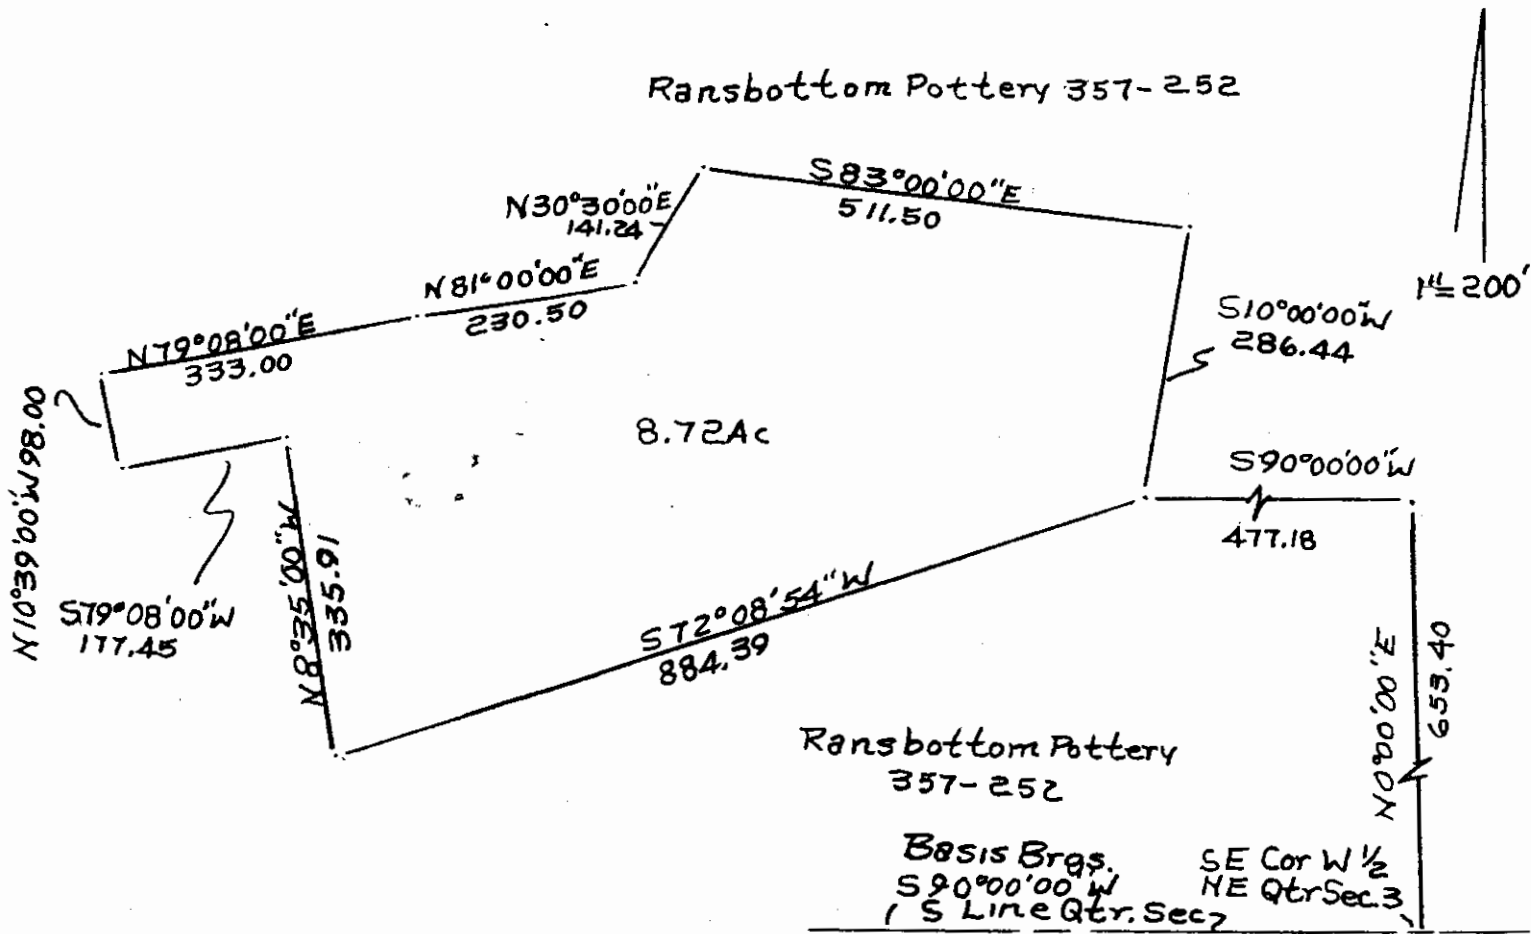 Ransbottom Pottery 357-252
S83°00'00"E
511.50
N30°30'00"E
141.24
N81°00'00"E
230.50
N79°08'00"E
333.00
1"=200'
S10°00'00"W
286.44
N10°39'00"W 98.00
8.72Ac
S90°00'00"W
477.18
S79°08'00"W
177.45
N8°35'00"W
335.91
S72°08'54"W
884.39
N0°00'00"E
653.40
Ransbottom Pottery
357-252
Basis Brgs.
S90°00'00"W
S Line Qtr. Sec
SE Cor W 1/2
NE Qtr Sec.3